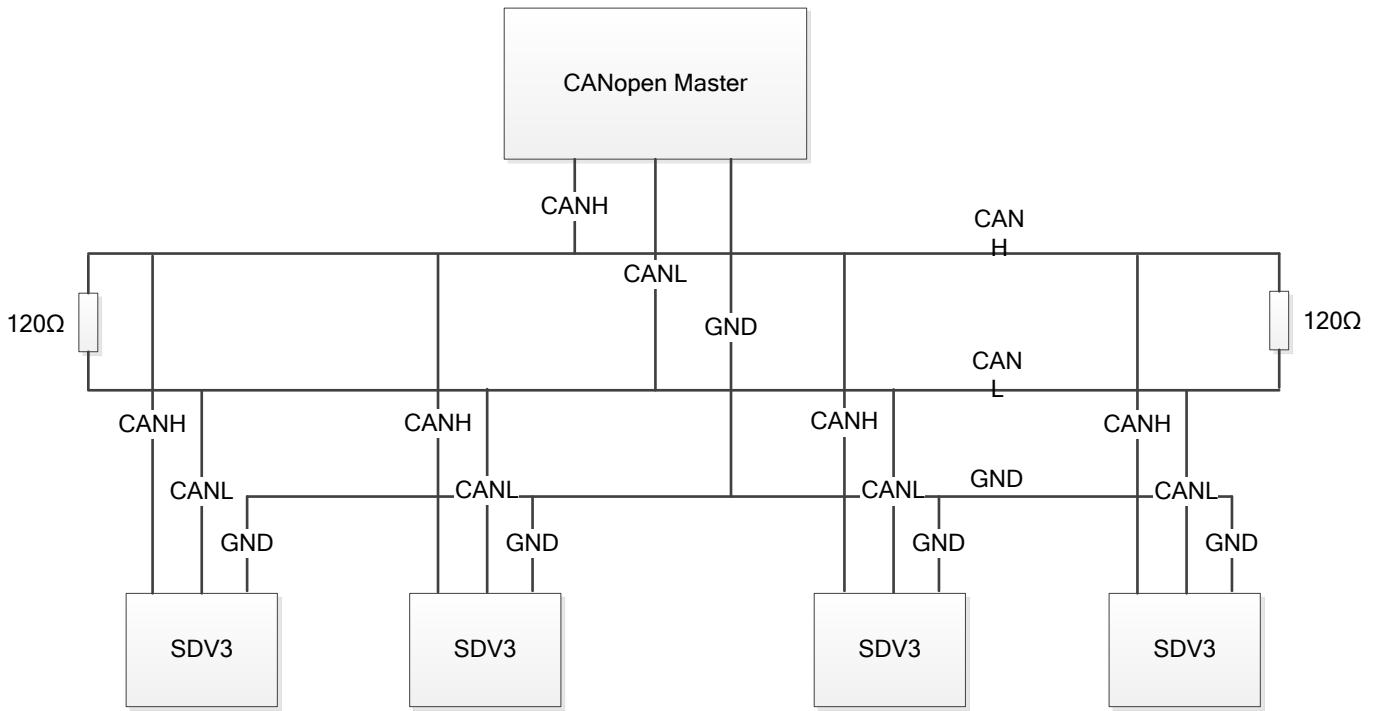 CANopen Master
CANH
CAN
H
CANL
120Ω
GND
120Ω
CAN
L
CANH
CANH
CANH
CANH
CANL
CANL
CANL
GND
CANL
GND
GND
GND
GND
SDV3
SDV3
SDV3
SDV3